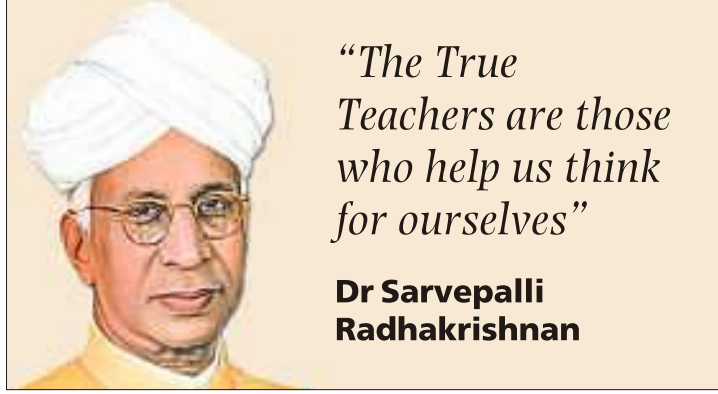 “The True
Teachers are those
who help us think
for ourselves”
Dr Sarvepalli
Radhakrishnan